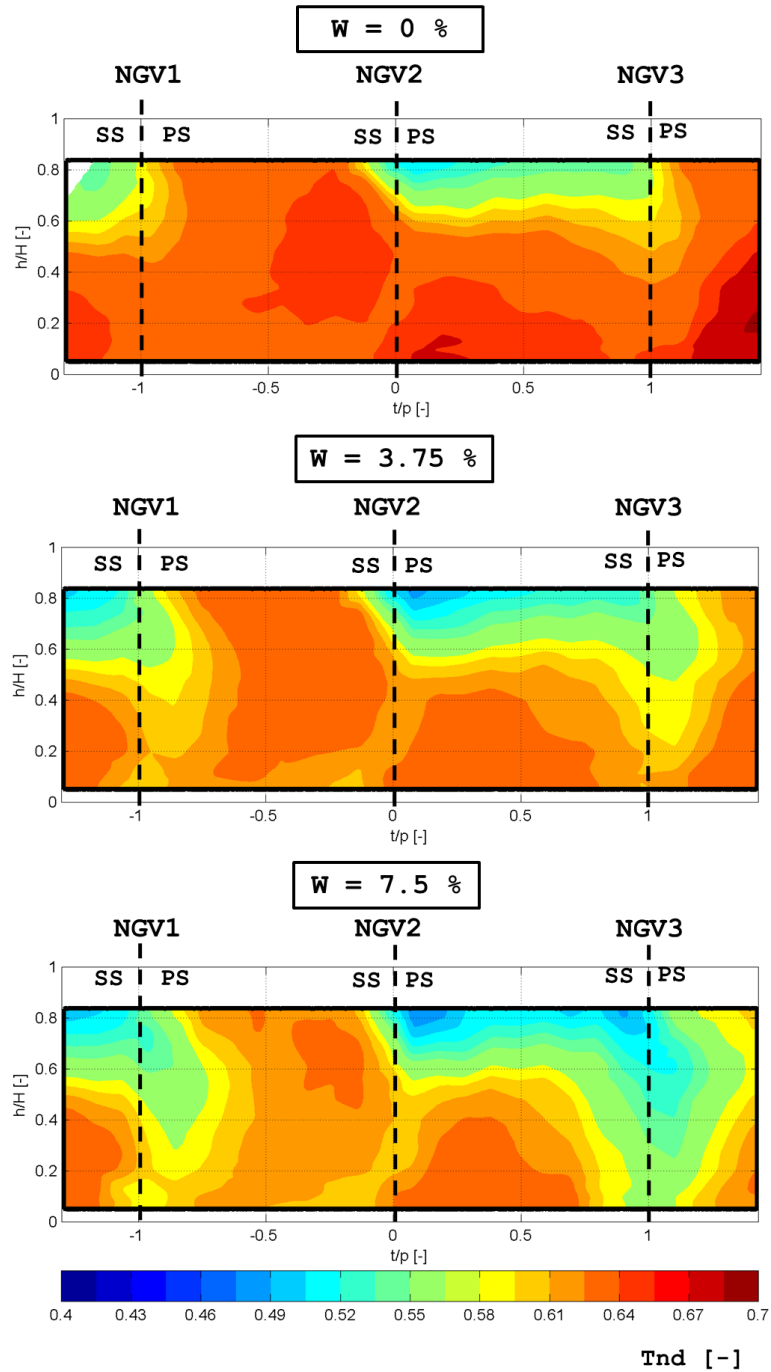 W = 0 %
NGV1 NGV2 NGV3
1
SS PS SS PS SS PS
0.8
0.6
h/H [-]
0.4
0.2
0
-1 -0.5 0 0.5 1
t/p [-]
W = 3.75 %
NGV1 NGV2 NGV3
1
SS PS SS PS SS PS
0.8
0.6
h/H [-]
0.4
0.2
0
-1 -0.5 0 0.5 1
t/p [-]
W = 7.5 %
NGV1 NGV2 NGV3
1
SS PS SS PS SS PS
0.8
0.6
h/H [-]
0.4
0.2
0
-1 -0.5 0 0.5 1
t/p [-]
0.4 0.43 0.46 0.49 0.52 0.55 0.58 0.61 0.64 0.67 0.7
Tnd [-]